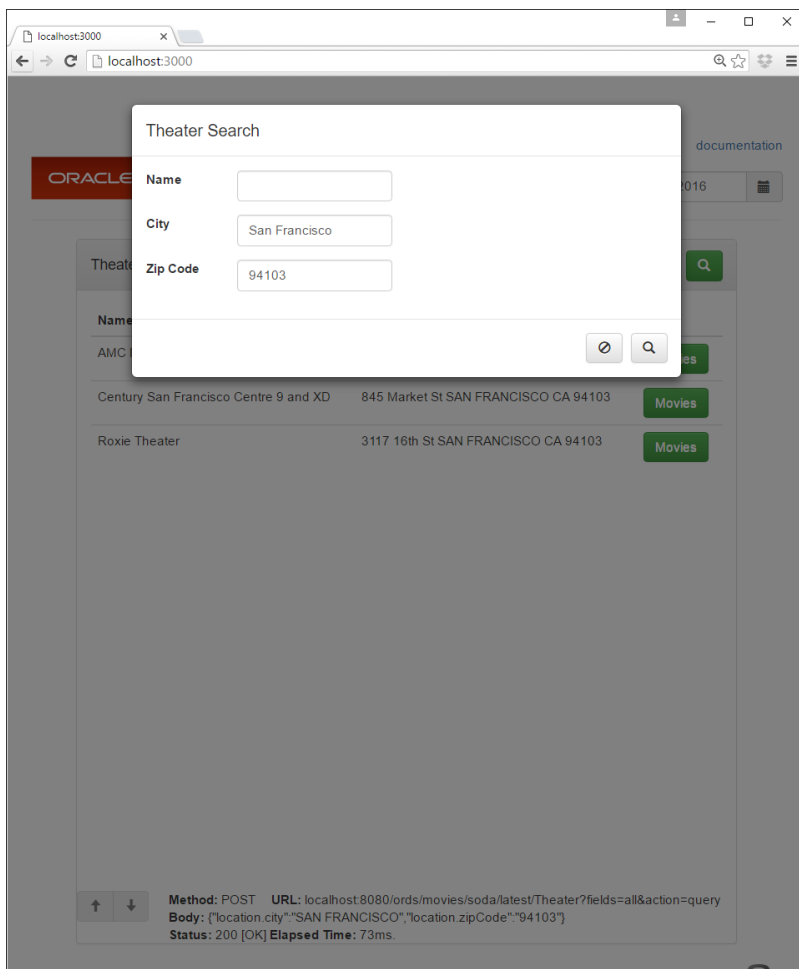 localhost:3000
localhost:3000
documentation
ORACLE
2016
Theater Search
Name
City
San Francisco
Zip Code
94103
Name
AMC
Century San Francisco Centre 9 and XD 845 Market St SAN FRANCISCO CA 94103 Movies
Roxie Theater 3117 16th St SAN FRANCISCO CA 94103 Movies
Method: POST URL: localhost:8080/ords/movies/soda/latest/Theater?fields=all&action=query
Body: {"location.city":"SAN FRANCISCO","location.zipCode":"94103"}
Status: 200 [OK] Elapsed Time: 73ms.